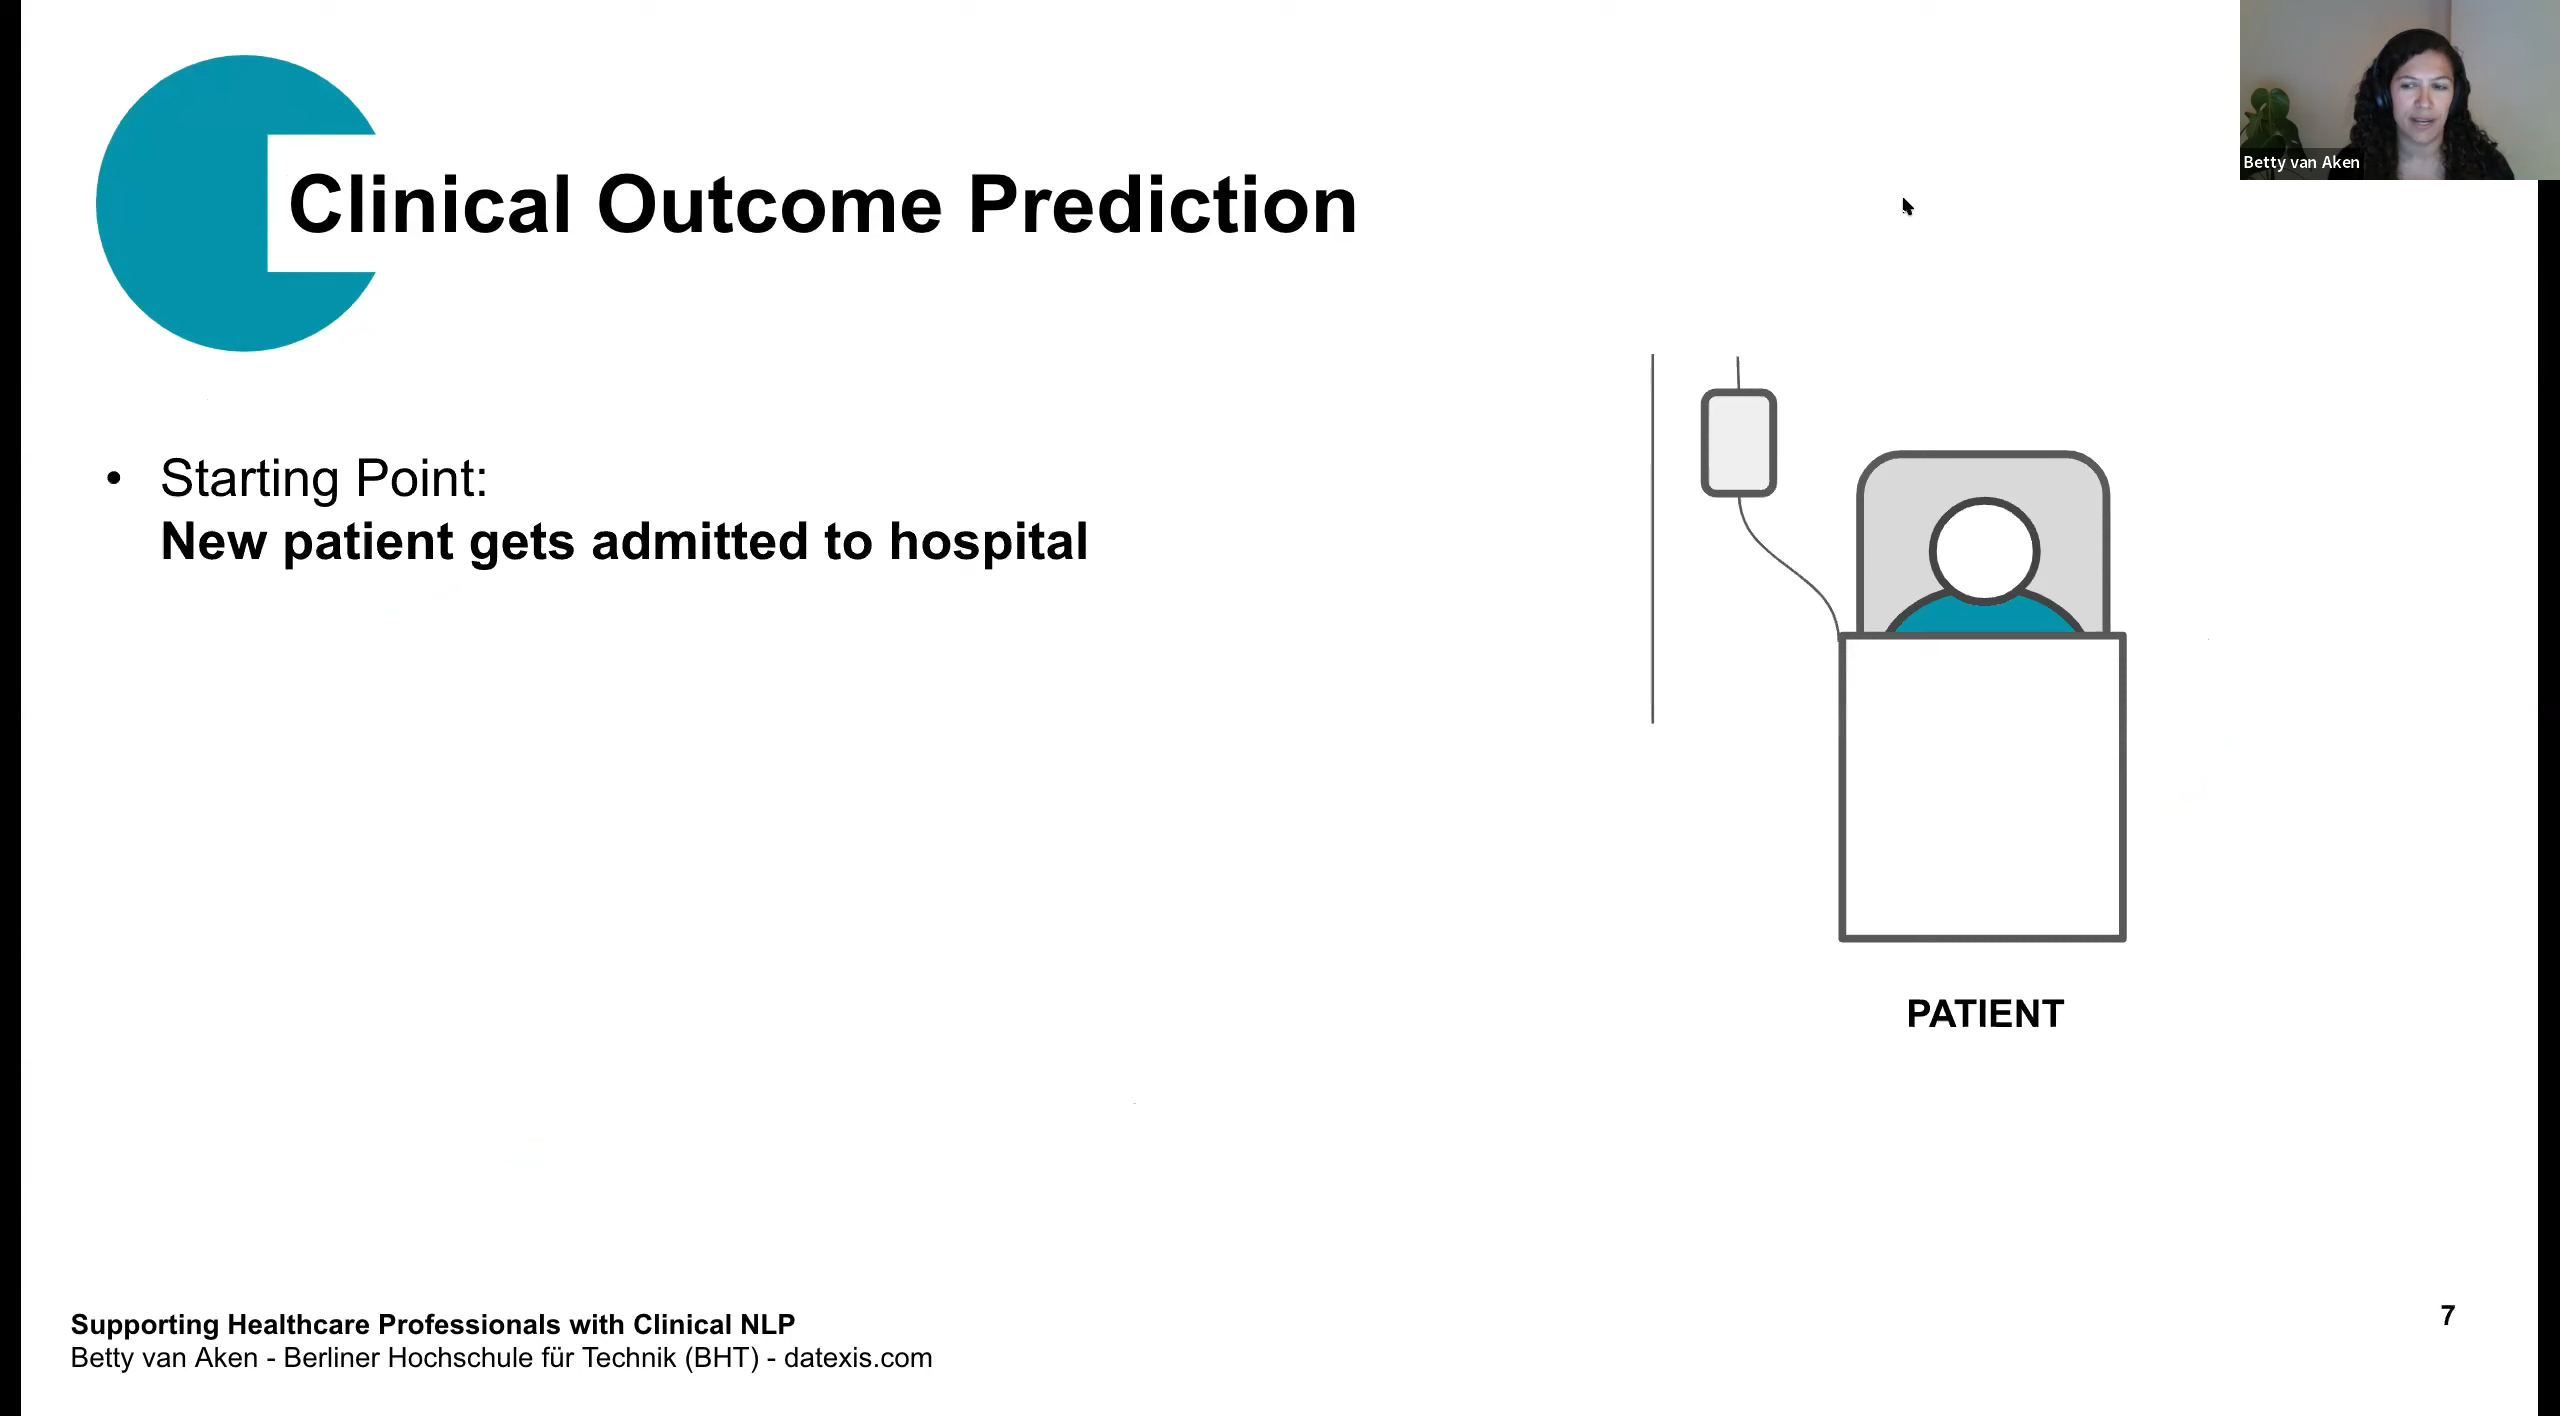 Betty van Aken
Clinical Outcome Prediction
• Starting Point:
New patient gets admitted to hospital
PATIENT
Supporting Healthcare Professionals with Clinical NLP
Betty van Aken - Berliner Hochschule für Technik (BHT) - datexis.com
7